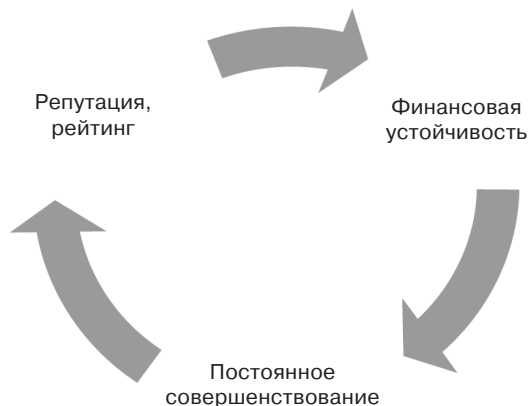 Репутация,
рейтинг
Финансовая
устойчивость
Постоянное
совершенствование